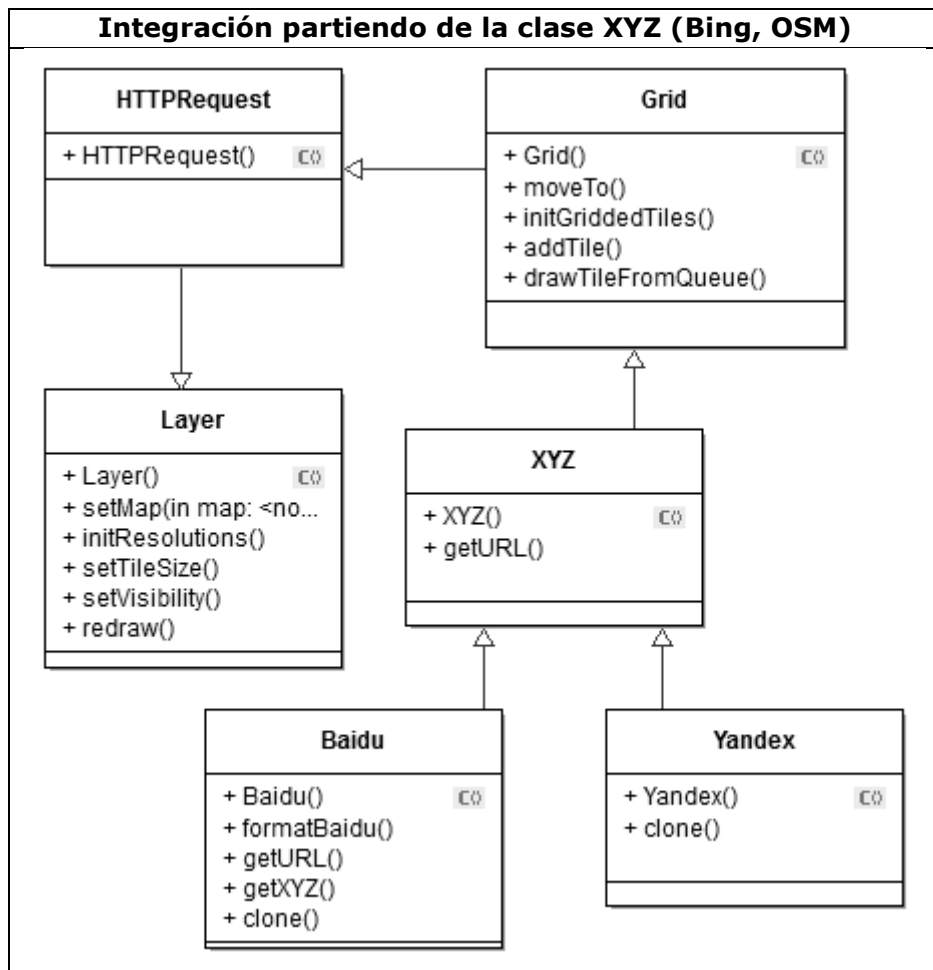 Integración partiendo de la clase XYZ (Bing, OSM)
HTTPRequest
+ HTTPRequest() C()
Grid
+ Grid() C()
+ moveTo()
+ initGriddedTiles()
+ addTile()
+ drawTileFromQueue()
Layer
+ Layer() C()
+ setMap(in map: <no...
+ initResolutions()
+ setTileSize()
+ setVisibility()
+ redraw()
XYZ
+ XYZ() C()
+ getURL()
Baidu
+ Baidu() C()
+ formatBaidu()
+ getURL()
+ getXYZ()
+ clone()
Yandex
+ Yandex() C()
+ clone()